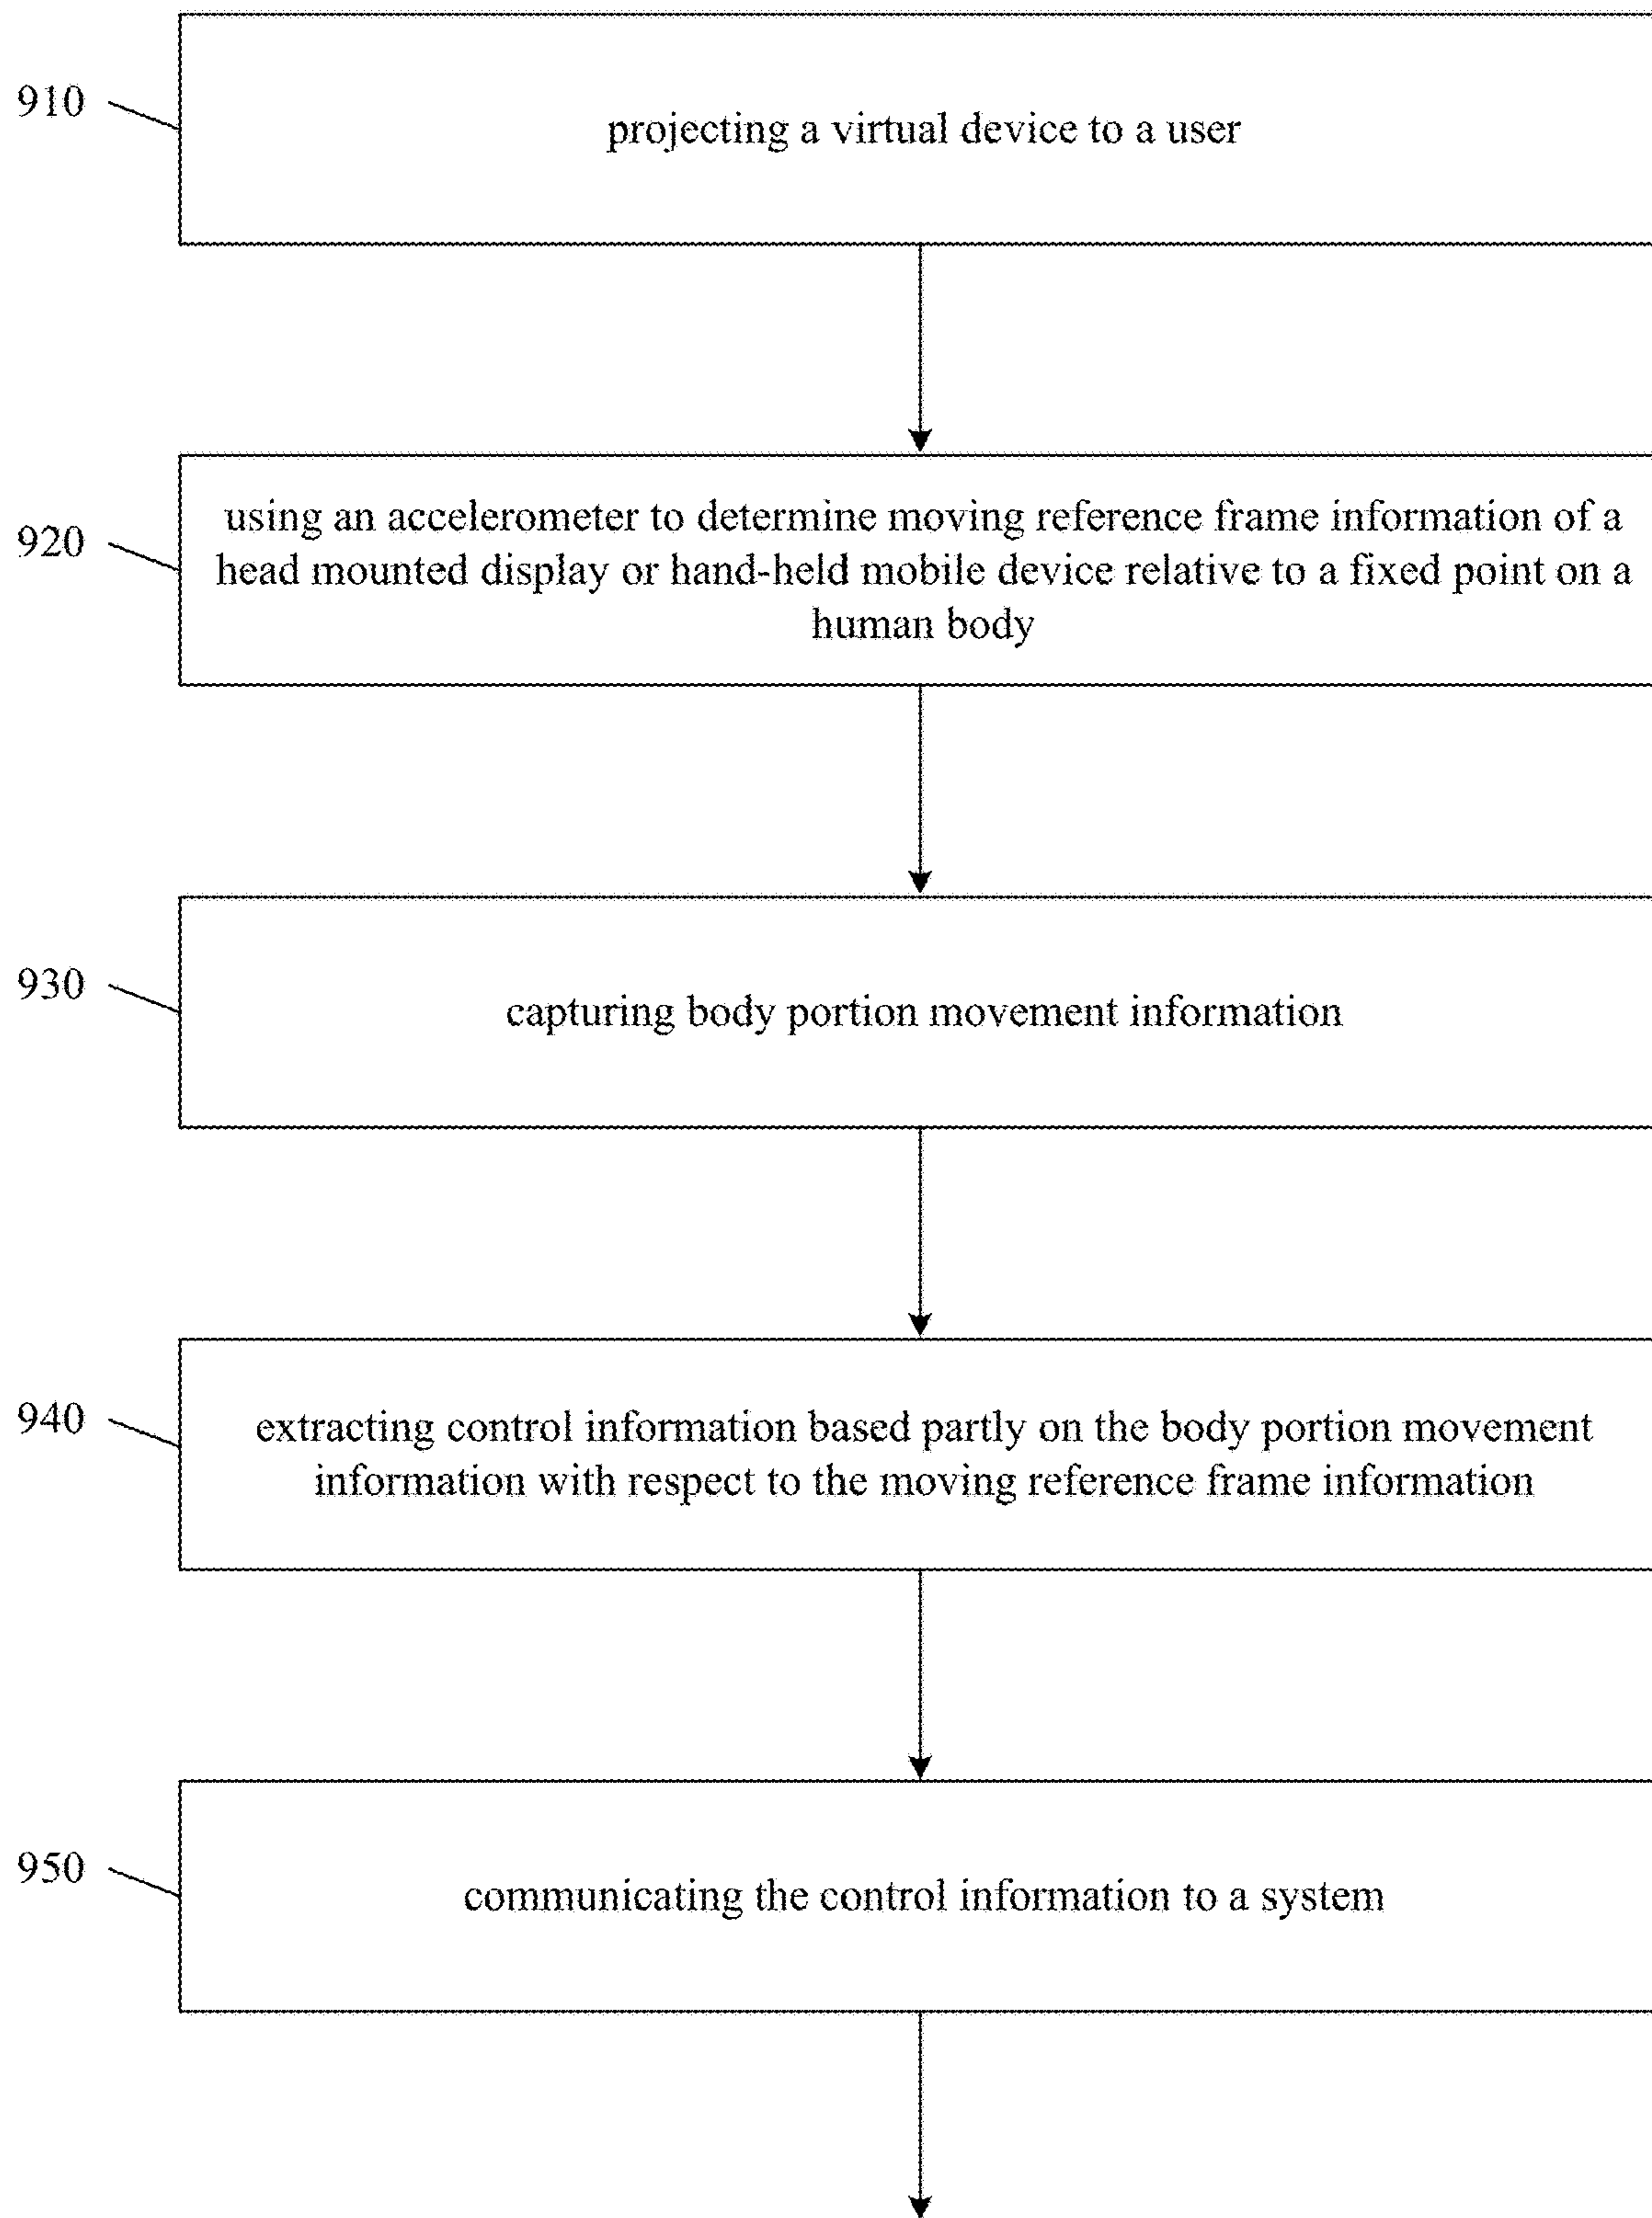 910
projecting a virtual device to a user
920
using an accelerometer to determine moving reference frame information of a
head mounted display or hand-held mobile device relative to a fixed point on a
human body
930
capturing body portion movement information
940
extracting control information based partly on the body portion movement
information with respect to the moving reference frame information
950
communicating the control information to a system